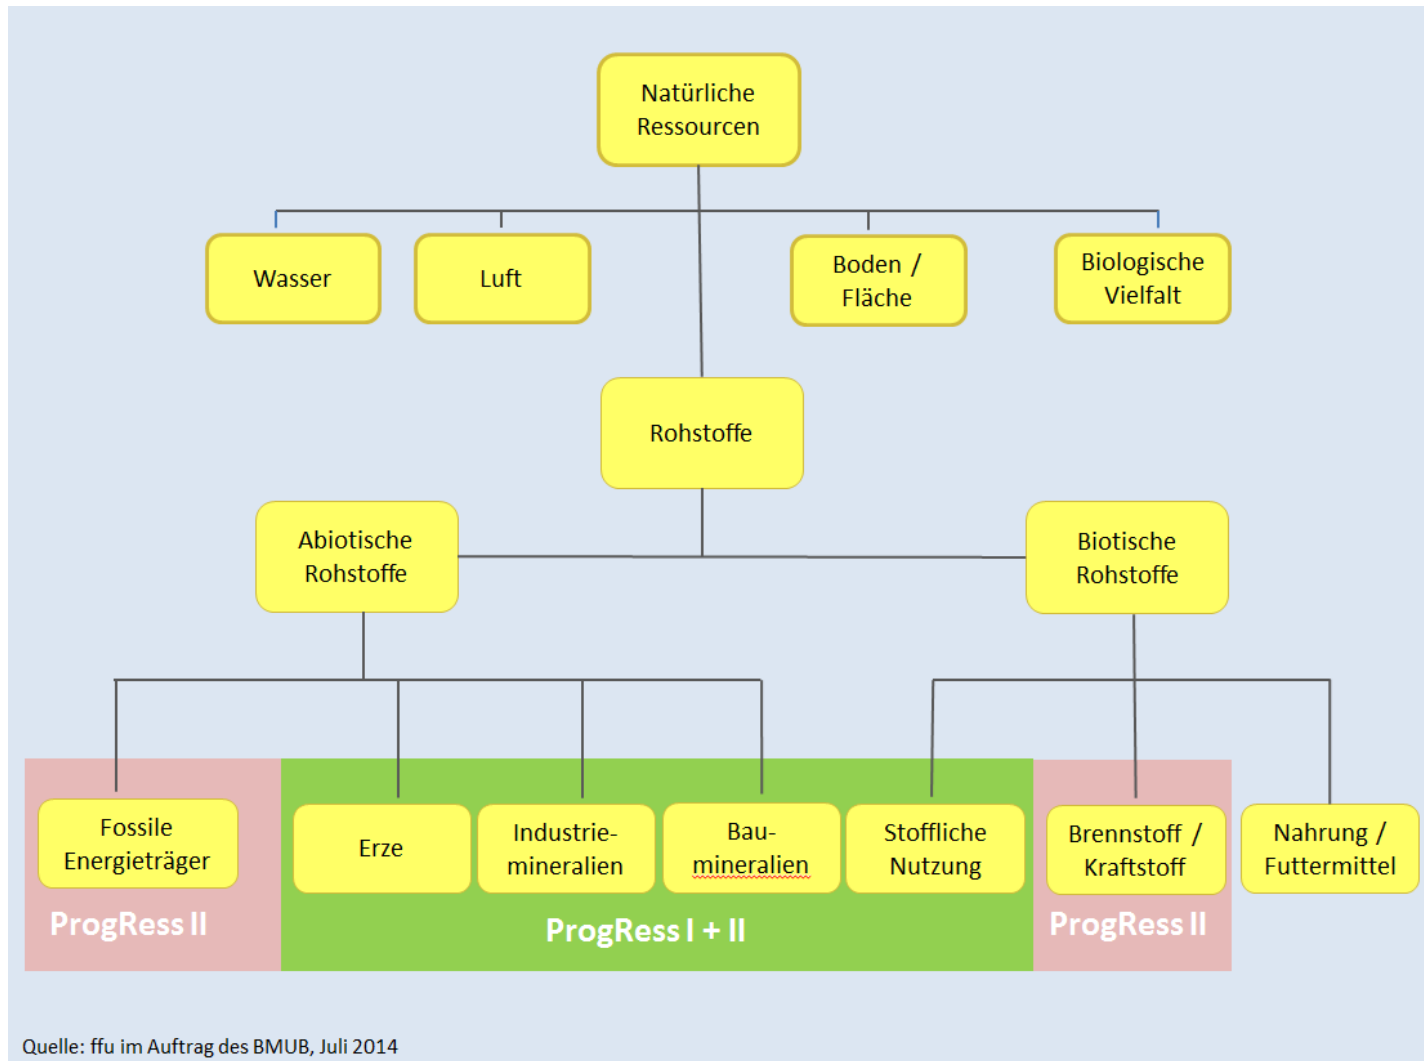 Natürliche
Ressourcen
Wasser
Luft
Boden /
Fläche
Biologische
Vielfalt
Rohstoffe
Abiotische
Rohstoffe
Biotische
Rohstoffe
Fossile
Energieträger
Erze
Industrie-
mineralien
Bau-
mineralien
Stoffliche
Nutzung
Brennstoff /
Kraftstoff
Nahrung /
Futtermittel
ProgRess II
ProgRess I + II
ProgRess II
Quelle: ffu im Auftrag des BMUB, Juli 2014